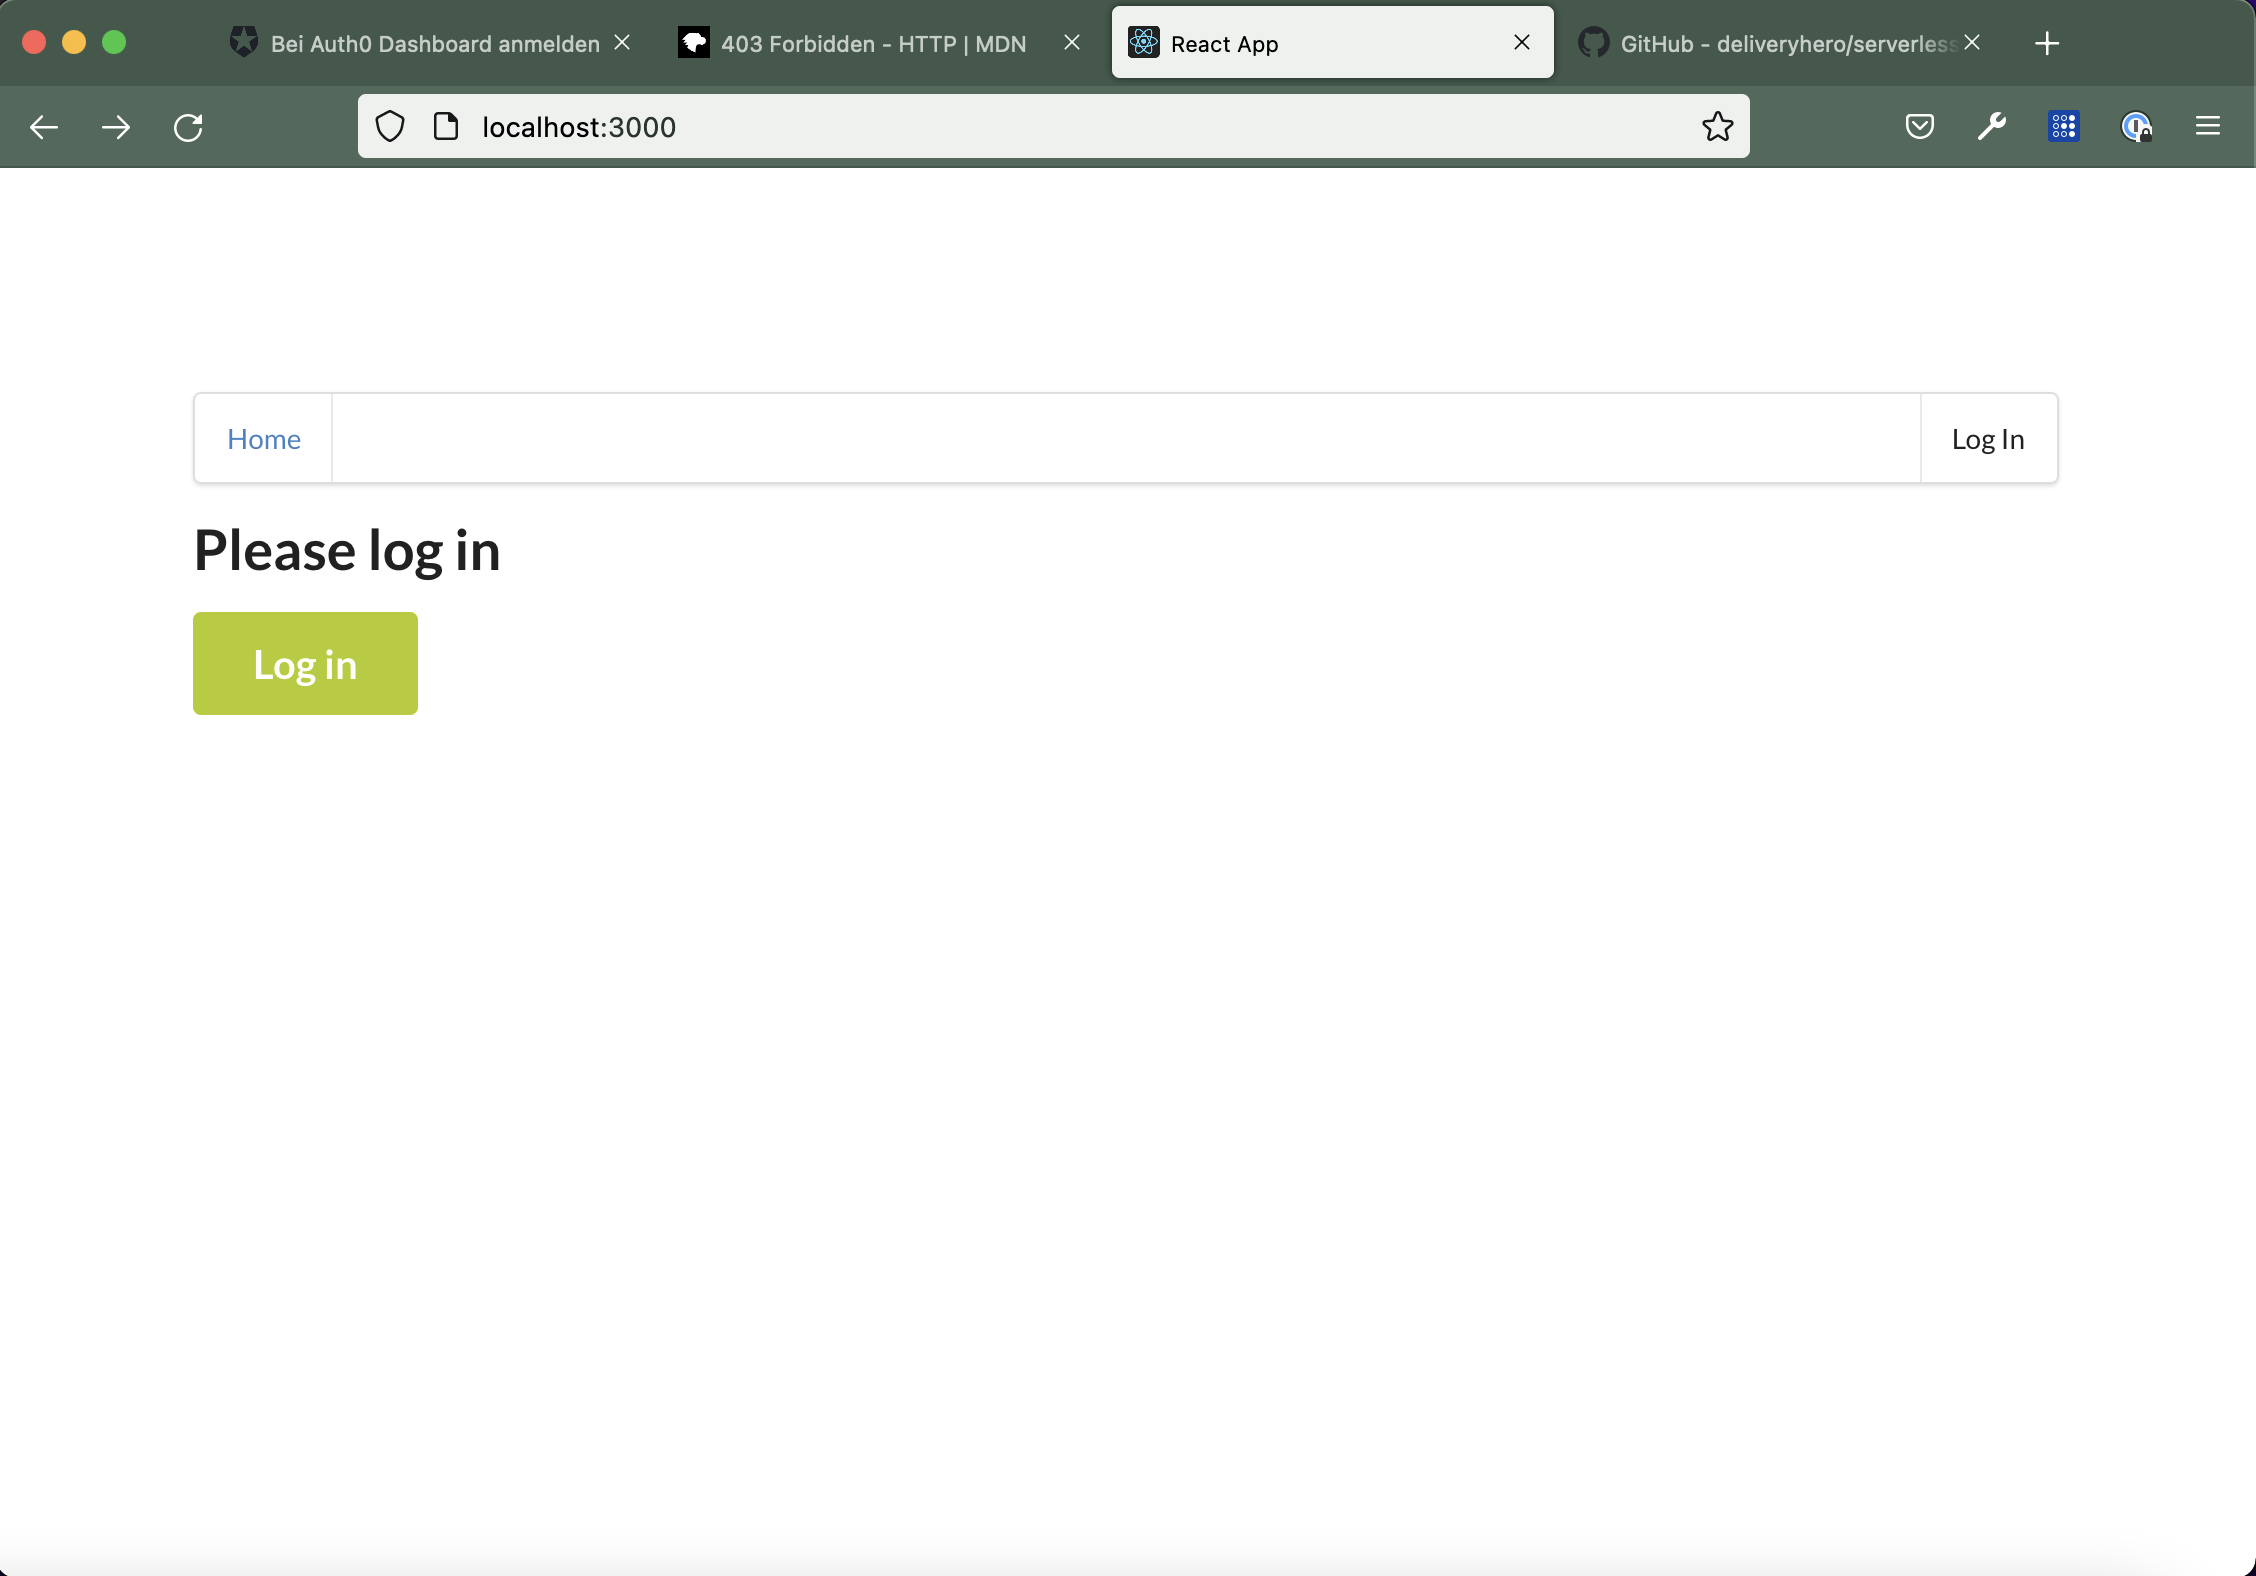 Bei Auth0 Dashboard anmelden
403 Forbidden - HTTP | MDN
React App
GitHub - deliveryhero/serverless
localhost:3000
Home
Log In
Please log in
Log in